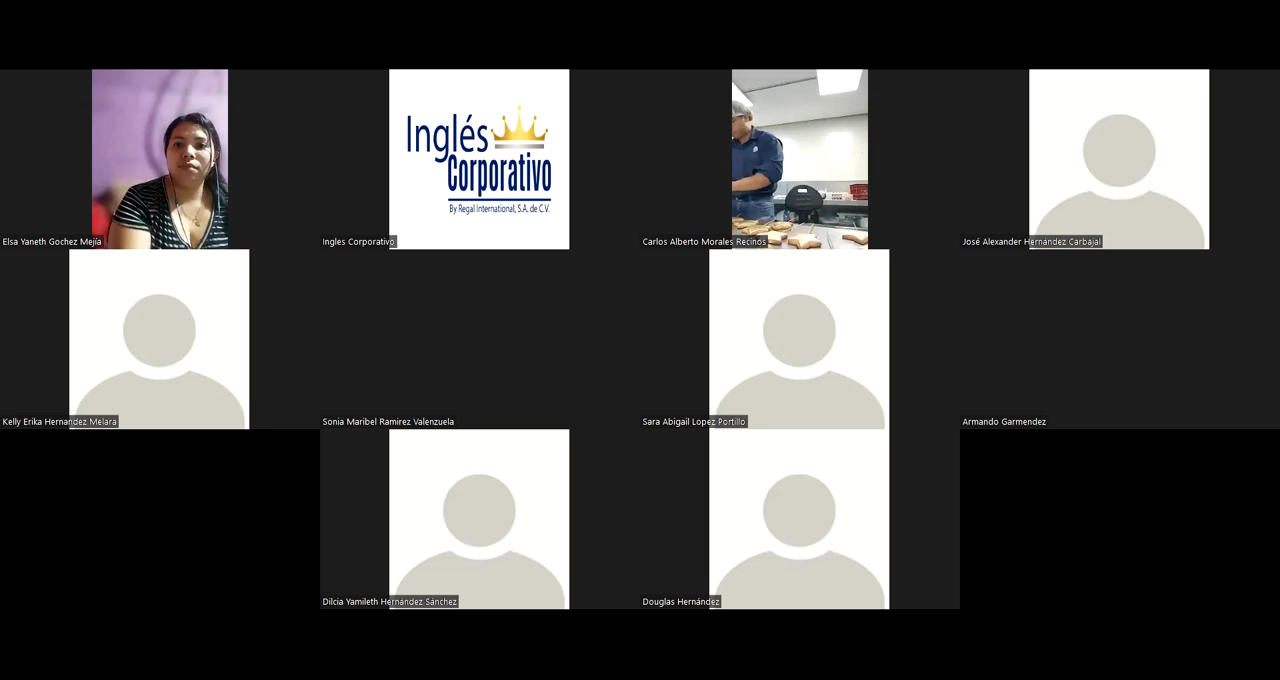 Elsa Yaneth Gochez Mejía
Inglés
Corporativo
By Regal International, S.A. de C.V.
Ingles Corporativo
Carlos Alberto Morales Recinos
José Alexander Hernández Carbajal
Kelly Erika Hernandez Melara
Sonia Maribel Ramirez Valenzuela
Sara Abigail Lopez Portillo
Armando Garmendez
Dilcia Yamileth Hernández Sánchez
Douglas Hernández